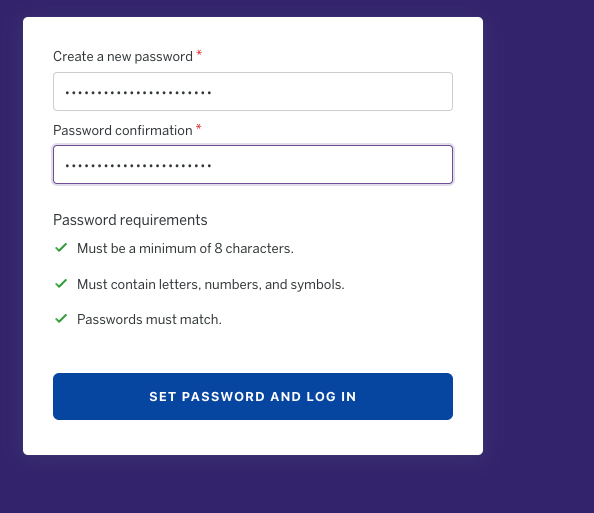 Create a new password *
•••••••••••••••••••••••
Password confirmation *
•••••••••••••••••••••••
Password requirements
Must be a minimum of 8 characters.
Must contain letters, numbers, and symbols.
Passwords must match.
SET PASSWORD AND LOG IN